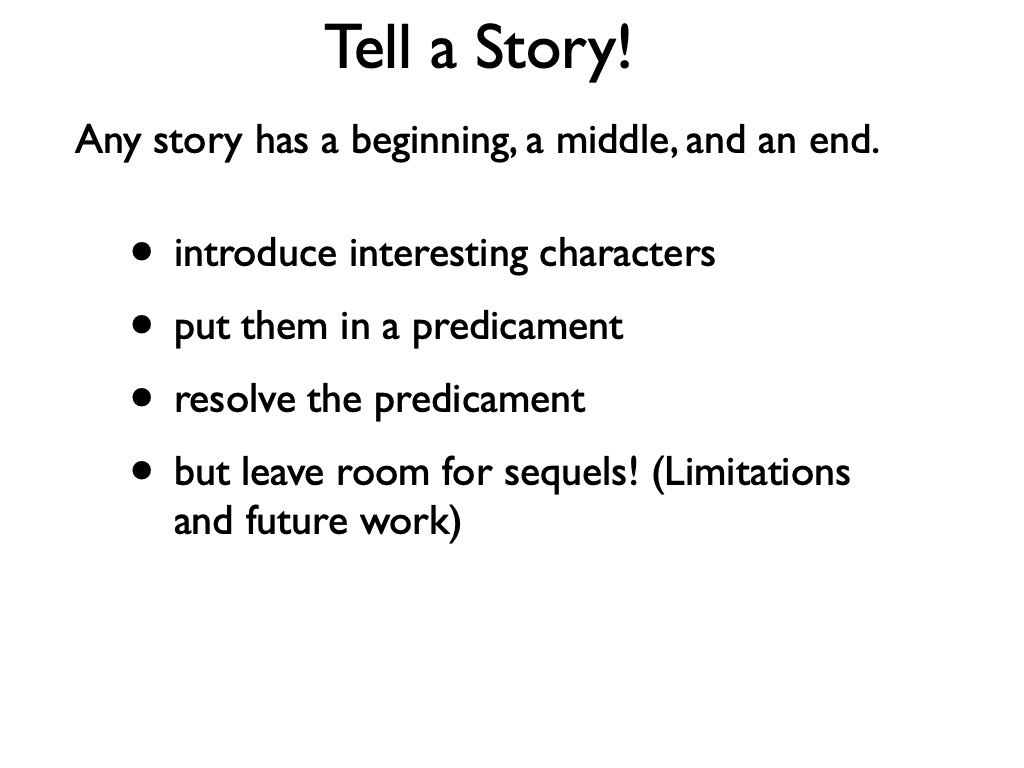 Tell a Story!
Any story has a beginning, a middle, and an end.
• introduce interesting characters
• put them in a predicament
• resolve the predicament
• but leave room for sequels! (Limitations
and future work)